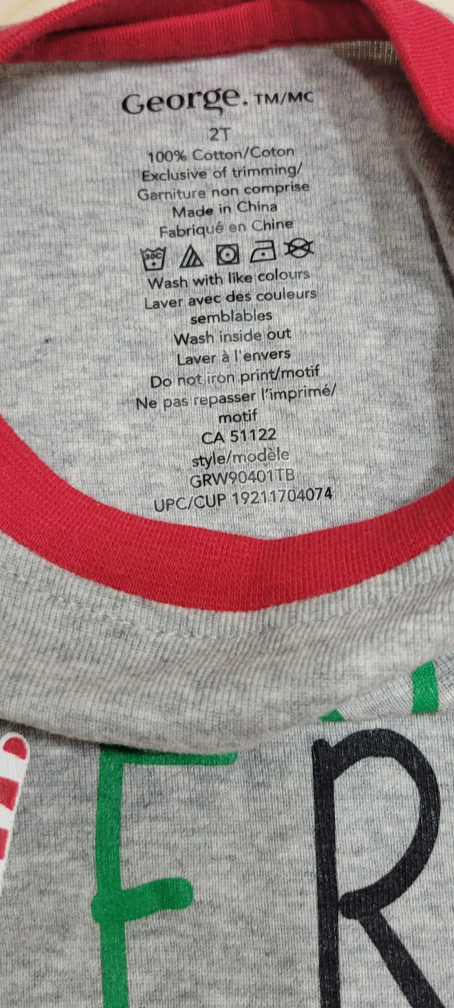 George. TM/MC
2T
100% Cotton/Coton
Exclusive of trimming/
Garniture non comprise
Made in China
Fabriqué en Chine
30C
Wash with like colours
Laver avec des couleurs
semblables
Wash inside out
Laver à l'envers
Do not iron print/motif
Ne pas repasser l'imprimé/
motif
CA 51122
style/modèle
GRW90401TB
UPC/CUP 19211704074
ER